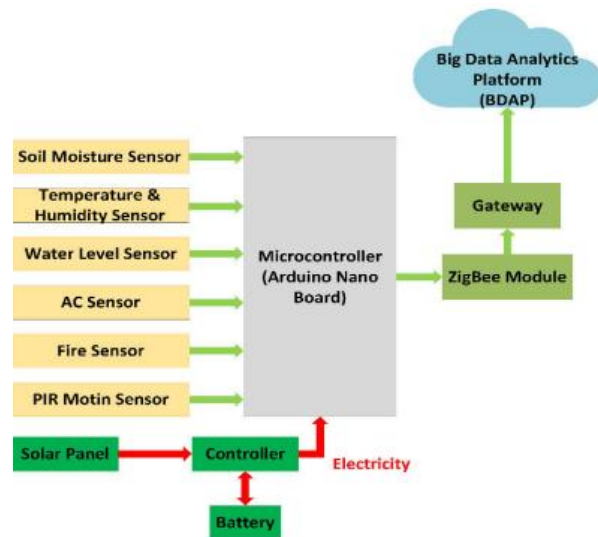 Big Data Analytics
Platform
(BDAP)
Soil Moisture Sensor
Temperature &
Humidity Sensor
Water Level Sensor
AC Sensor
Fire Sensor
PIR Motin Sensor
Microcontroller
(Arduino Nano
Board)
Gateway
ZigBee Module
Solar Panel
Controller
Electricity
Battery